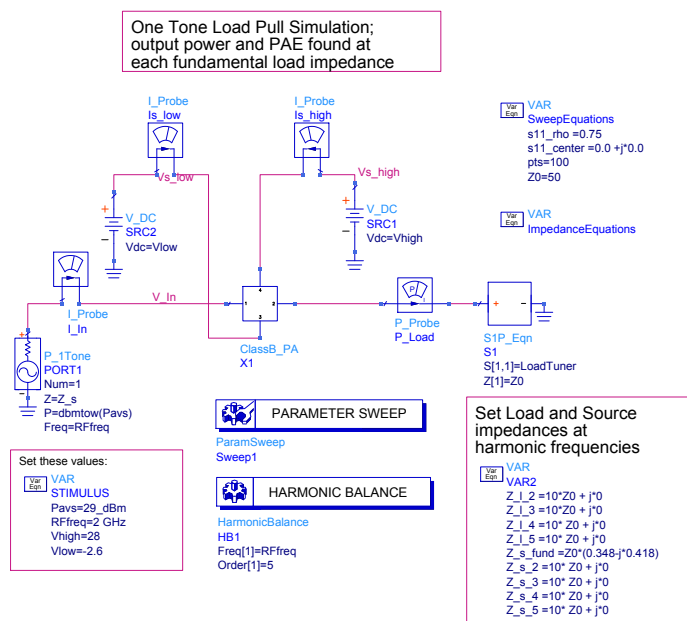 One Tone Load Pull Simulation;
output power and PAE found at
each fundamental load impedance
I_Probe
Is_low
I_Probe
Is_high
Var
Eqn
VAR
SweepEquations
s11_rho =0.75
s11_center =0.0 +j*0.0
pts=100
Z0=50
Vs_low
Vs_high
+
V_DC
SRC2
Vdc=Vlow
-
+
V_DC
SRC1
Vdc=Vhigh
-
Var
Eqn
VAR
ImpedanceEquations
I_Probe
I_In
V_In
4
1
2
3
ClassB_PA
X1
P
I
P_Probe
P_Load
+
-
S1P_Eqn
S1
S[1,1]=LoadTuner
Z[1]=Z0
+
-
P_1Tone
PORT1
Num=1
Z=Z_s
P=dbmtow(Pavs)
Freq=RFfreq
PARAMETER SWEEP
ParamSweep
Sweep1
HARMONIC BALANCE
HarmonicBalance
HB1
Freq[1]=RFfreq
Order[1]=5
Set these values:
Var
Eqn
VAR
STIMULUS
Pavs=29_dBm
RFfreq=2 GHz
Vhigh=28
Vlow=-2.6
Set Load and Source
impedances at
harmonic frequencies
Var
Eqn
VAR
VAR2
Z_l_2 =10*Z0 + j*0
Z_l_3 =10*Z0 + j*0
Z_l_4 =10* Z0 + j*0
Z_l_5 =10* Z0 + j*0
Z_s_fund =Z0*(0.348-j*0.418)
Z_s_2 =10* Z0 + j*0
Z_s_3 =10* Z0 + j*0
Z_s_4 =10* Z0 + j*0
Z_s_5 =10* Z0 + j*0